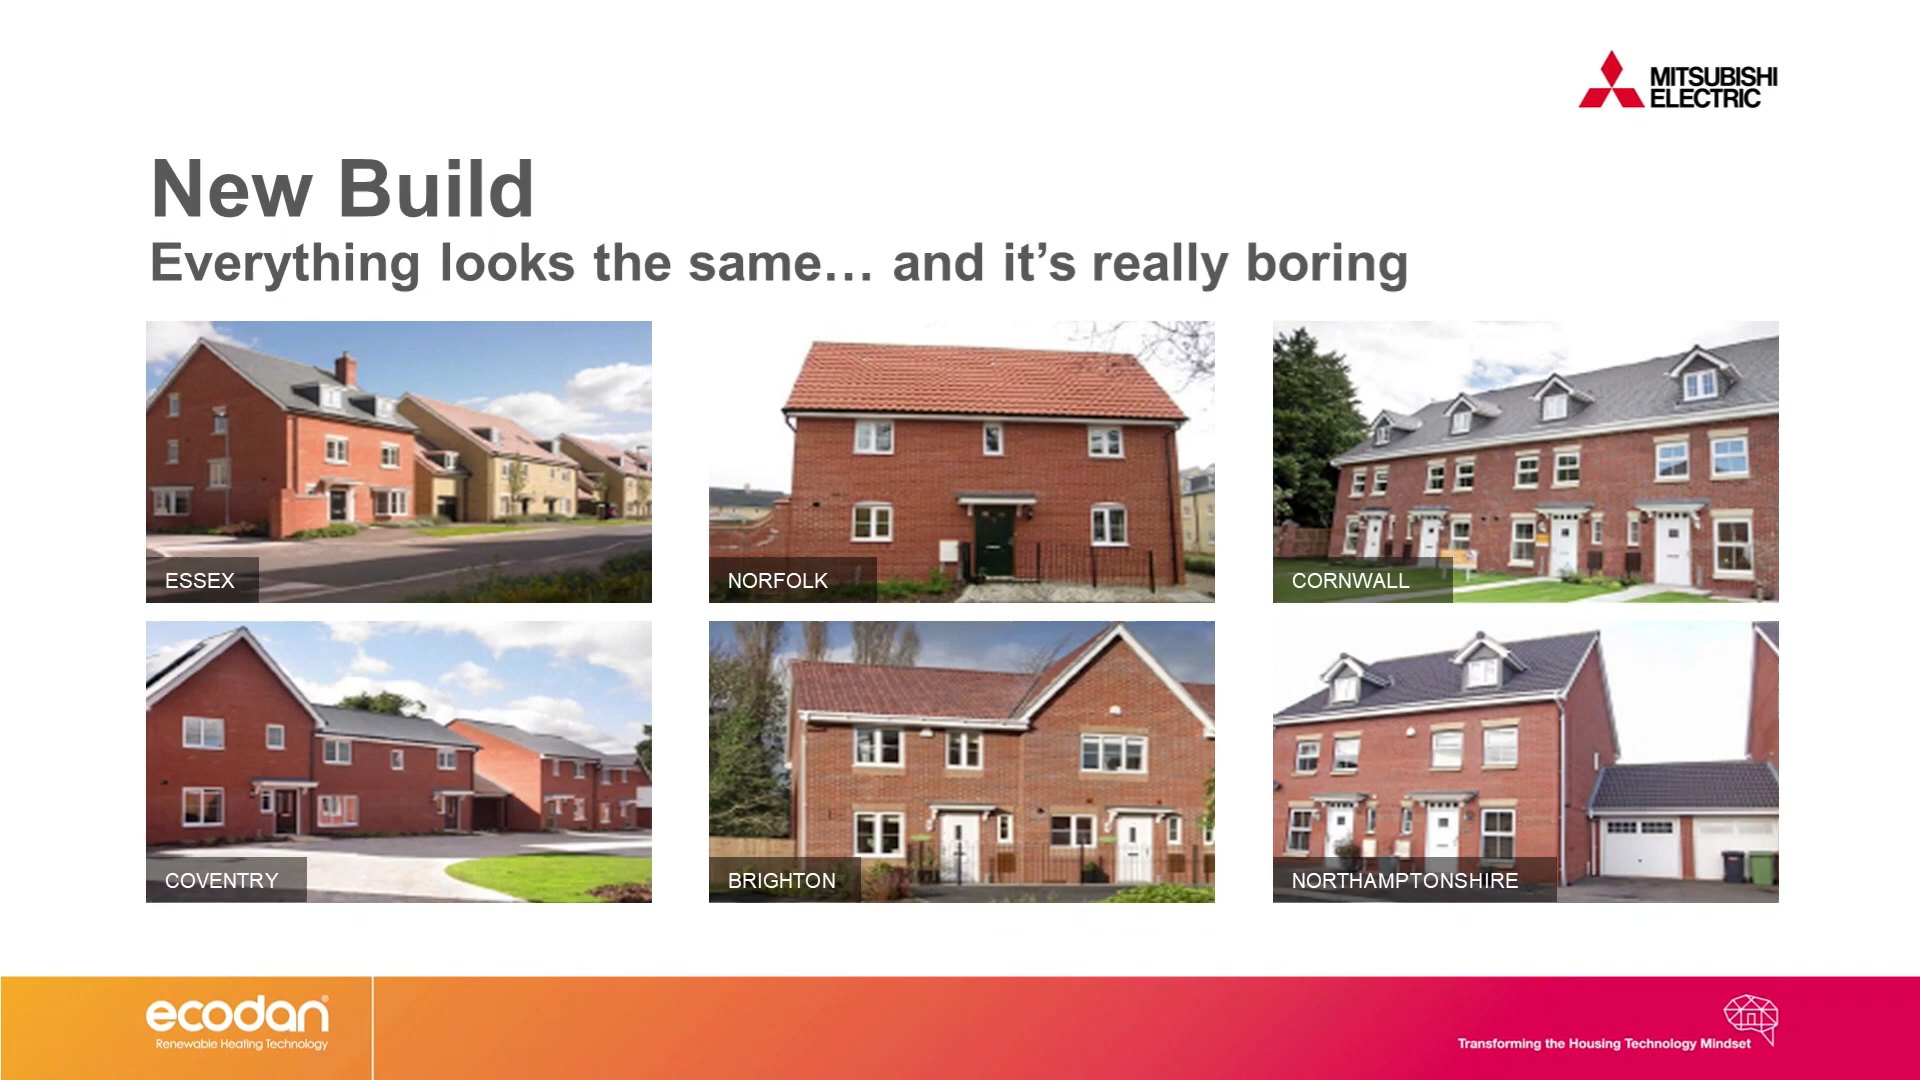 MITSUBISHI
ELECTRIC
New Build
Everything looks the same… and it’s really boring
ESSEX
NORFOLK
CORNWALL
COVENTRY
BRIGHTON
NORTHAMPTONSHIRE
ecodan®
Renewable Heating Technology
Transforming the Housing Technology Mindset